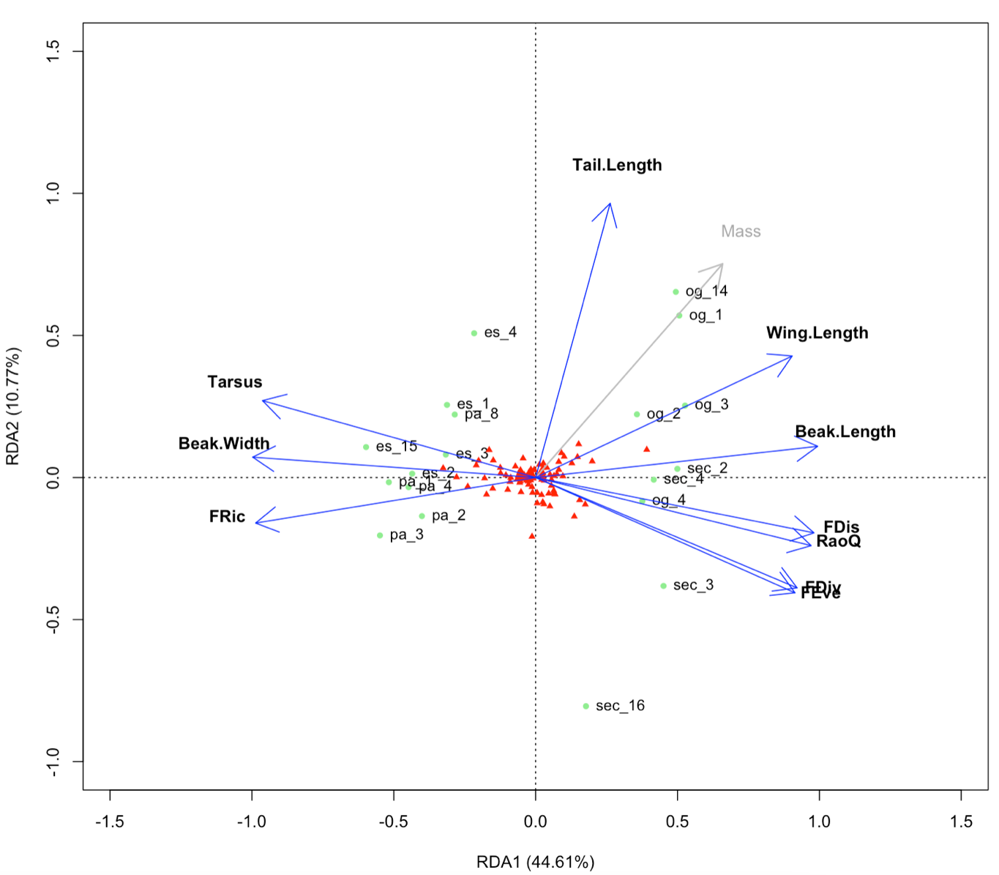 1.5
Tail.Length
1.0
Mass
og_14
og_1
es_4
0.5
Wing.Length
Tarsus
es_1
pa_8
og_3
og_2
Beak.Length
Beak.Width
es_15
es_3
sec_2
es_2
sec_4
0.0
pa_1
pa_4
og_4
FRic
pa_2
FDis
pa_3
RaoQ
sec_3
FDiv
FEve
-0.5
sec_16
-1.0
RDA2 (10.77%)
-1.5 -1.0 -0.5 0.0 0.5 1.0 1.5
RDA1 (44.61%)